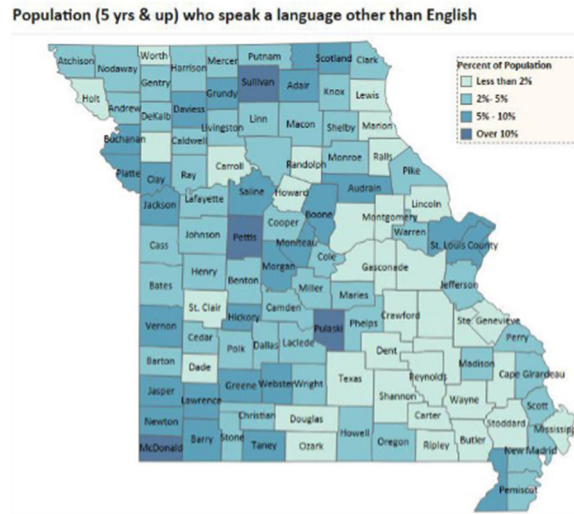 Population (5 yrs & up) who speak a language other than English
Percent of Population
Less than 2%
2%- 5%
5% - 10%
Over 10%
Atchison
Nodaway
Worth
Harrison
Mercer
Putnam
Scotland
Clark
Gentry
Sullivan
Adair
Knox
Lewis
Holt
Andrew
DeKalb
Daviess
Grundy
Livingston
Linn
Macon
Shelby
Marion
Buchanan
Caldwell
Platte
Clay
Ray
Carroll
Randolph
Monroe
Ralls
Pike
Saline
Howard
Audrain
Jackson
Lafayette
Boone
Lincoln
Montgomery
Warren
St. Louis County
Cass
Johnson
Pettis
Cooper
Moniteau
Cole
Gasconade
Jefferson
Bates
Henry
Benton
Morgan
Miller
Maries
St. Clair
Hickory
Camden
Pulaski
Phelps
Crawford
Ste Genevieve
Perry
Vernon
Cedar
Polk
Dallas
Laclede
Dent
Madison
Cape Girardeau
Barton
Dade
Texas
Reynolds
Wayne
Scott
Jasper
Lawrence
Greene
Webster
Wright
Shannon
Stoddard
Mississipp
Newton
Christian
Douglas
Howell
Carter
Butler
New Madrid
McDonald
Barry
Stone
Taney
Ozark
Oregon
Ripley
Pemiscut